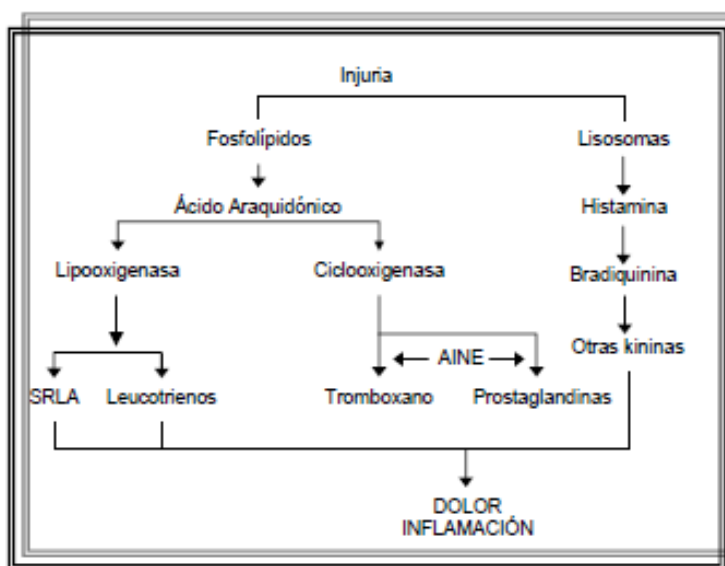 Injuria
Fosfolípidos
Lisosomas
Ácido Araquidónico
Histamina
Lipooxigenasa
Ciclooxigenasa
Bradiquinina
Otras kininas
AINE
SRLA
Leucotrienos
Tromboxano
Prostaglandinas
DOLOR
INFLAMACIÓN